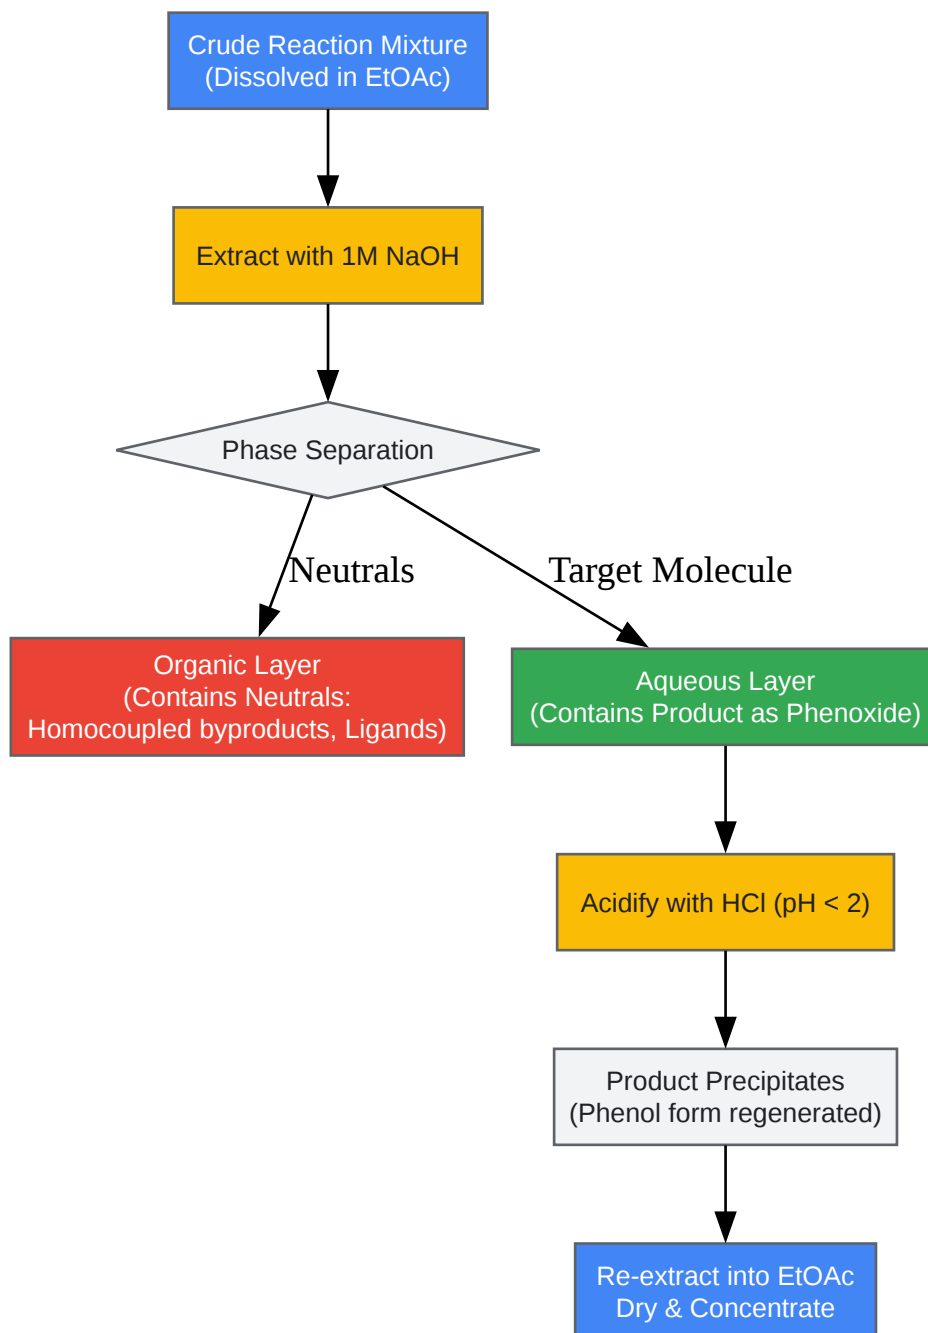 Crude Reaction Mixture
(Dissolved in EtOAc)
Extract with 1M NaOH
Phase Separation
Neutrals
Target Molecule
Organic Layer
(Contains Neutrals:
Homocoupled byproducts, Ligands)
Aqueous Layer
(Contains Product as Phenoxide)
Acidify with HCl (pH < 2)
Product Precipitates
(Phenol form regenerated)
Re-extract into EtOAc
Dry & Concentrate